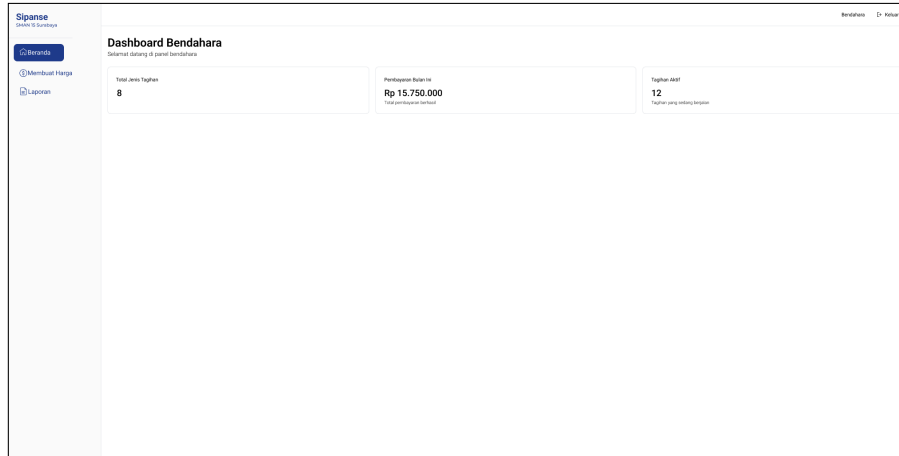 Sipanse
SMAN 15 Surabaya
Beranda
Membuat Harga
Laporan
Bendahara
Keluar
Dashboard Bendahara
Selamat datang di panel bendahara
Total Jenis Tagihan
8
Pembayaran Bulan Ini
Rp 15.750.000
Total pembayaran berhasil
Tagihan Aktif
12
Tagihan yang sedang berjalan